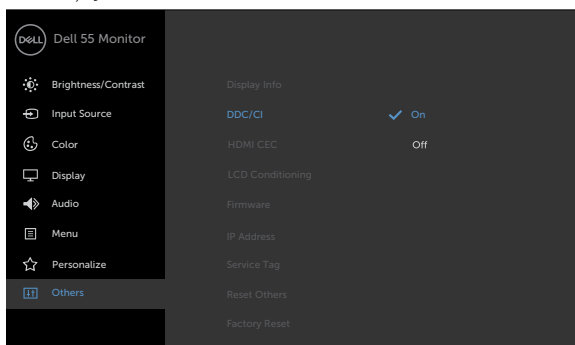 DELL Dell 55 Monitor
Brightness/Contrast Display Info
Input Source DDC/CI On
Color HDMI CEC Off
Display LCD Conditioning
Audio Firmware
Menu IP Address
Personalize Service Tag
Others Reset Others
Factory Reset